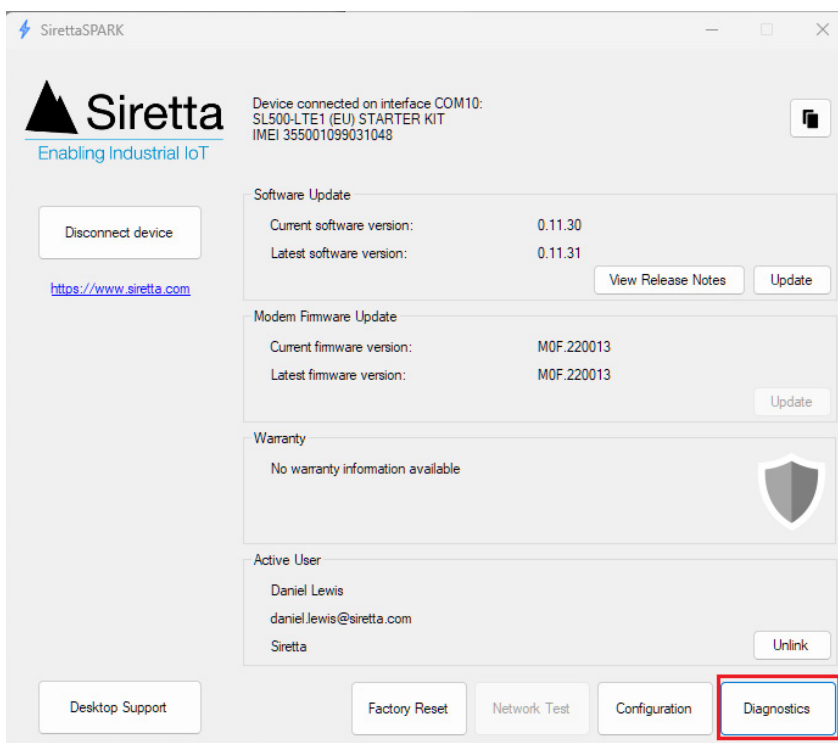 SirettaSPARK
Siretta
Enabling Industrial IoT
Device connected on interface COM10:
SL500-LTE1 (EU) STARTER KIT
IMEI 355001099031048
Disconnect device
https://www.siretta.com
Software Update
Current software version: 0.11.30
Latest software version: 0.11.31
View Release Notes Update
Modem Firmware Update
Current firmware version: M0F.220013
Latest firmware version: M0F.220013
Update
Warranty
No warranty information available
Active User
Daniel Lewis
daniel.lewis@siretta.com
Siretta
Unlink
Desktop Support Factory Reset Network Test Configuration Diagnostics